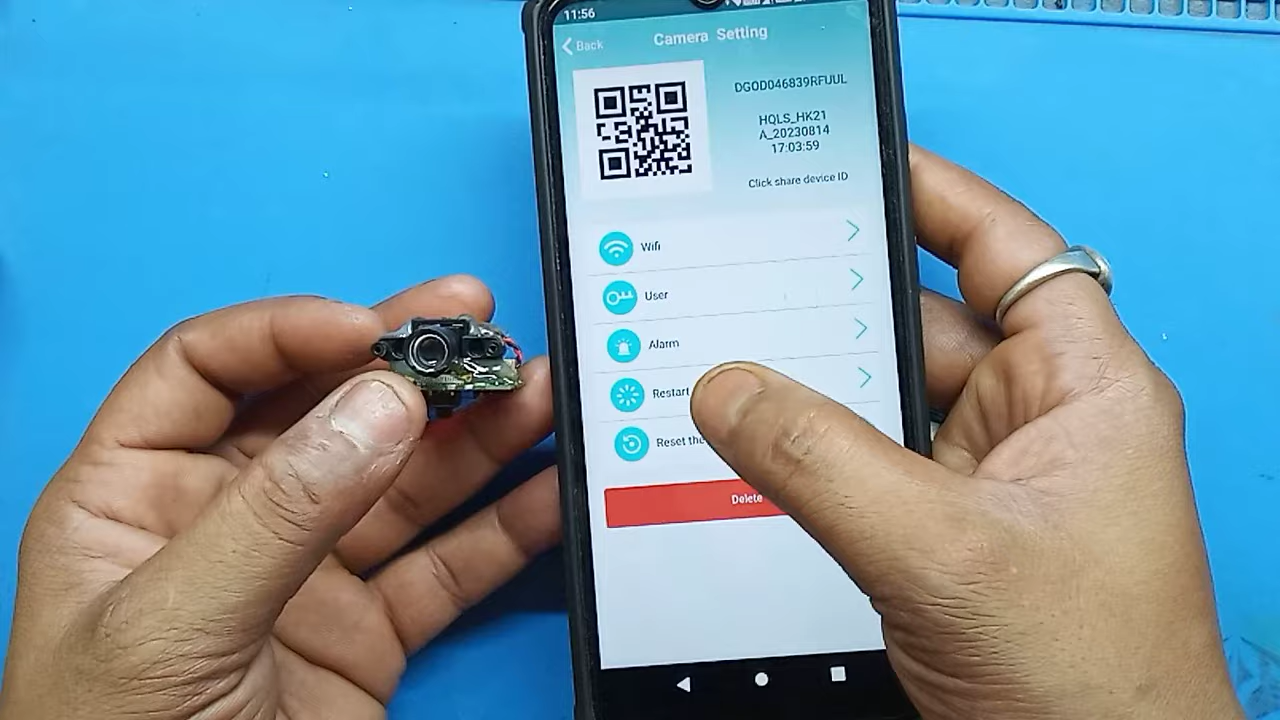 11:56
Back
Camera Setting
DGOD046839RFUUL
HQLS_HK21
A_20230814
17:03:59
Click share device ID
Wifi
User
Alarm
Restart
Reset the
Delete